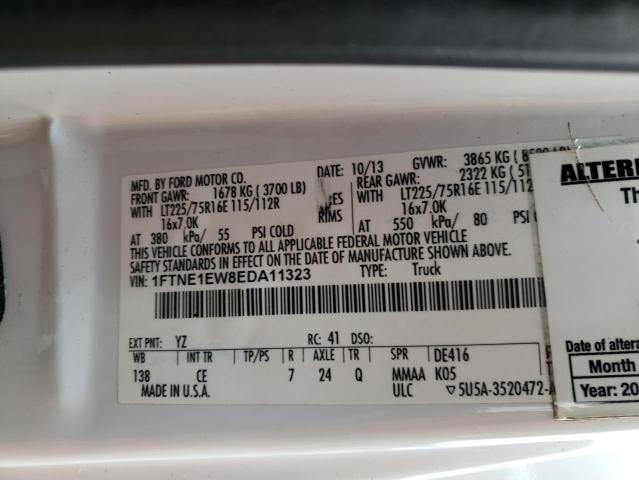 MFD. BY FORD MOTOR CO.
DATE: 10/13 GVWR: 3865 KG
FRONT GAWR: 1678 KG ( 3700 LB)
REAR GAWR: 2322 KG
WITH LT225/75R16E 115/112R
WITH LT225/75R16E 115/112
16x7.0K RIMS 16x7.0K
AT 380 kPa/ 55 PSI COLD AT 550 kPa/ 80
THIS VEHICLE CONFORMS TO ALL APPLICABLE FEDERAL MOTOR VEHICLE
SAFETY STANDARDS IN EFFECT ON THE DATE OF MANUFACTURE SHOWN ABOVE.
VIN: 1FTNE1EW8EDA11323 TYPE: Truck
EXT PNT: YZ RC: 41 DSO:
WB INT TR TP/PS R AXLE TR SPR DE416
138 CE 7 24 Q MMAA K05
MADE IN U.S.A. ULC ▽5U5A-3520472-A
Date of
Month
Year: